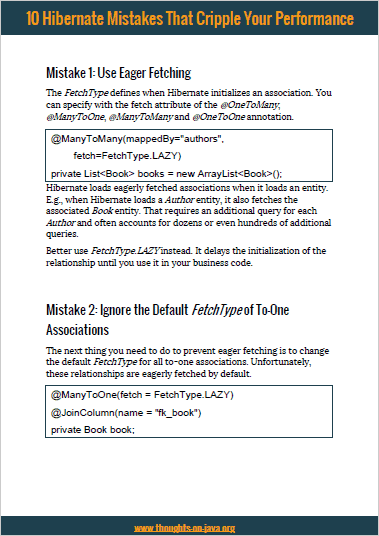 10 Hibernate Mistakes That Cripple Your Performance
Mistake 1: Use Eager Fetching
The FetchType defines when Hibernate initializes an association. You
can specify with the fetch attribute of the @OneToMany,
@ManyToOne, @ManyToMany and @OneToOne annotation.
@ManyToMany(mappedBy="authors",
fetch=FetchType.LAZY)
private List<Book> books = new ArrayList<Book>();
Hibernate loads eagerly fetched associations when it loads an entity.
E.g., when Hibernate loads a Author entity, it also fetches the
associated Book entity. That requires an additional query for each
Author and often accounts for dozens or even hundreds of additional
queries.
Better use FetchType.LAZY instead. It delays the initialization of the
relationship until you use it in your business code.
Mistake 2: Ignore the Default FetchType of To-One
Associations
The next thing you need to do to prevent eager fetching is to change
the default FetchType for all to-one associations. Unfortunately,
these relationships are eagerly fetched by default.
@ManyToOne(fetch = FetchType.LAZY)
@JoinColumn(name = "fk_book")
private Book book;
www.thoughts-on-java.org